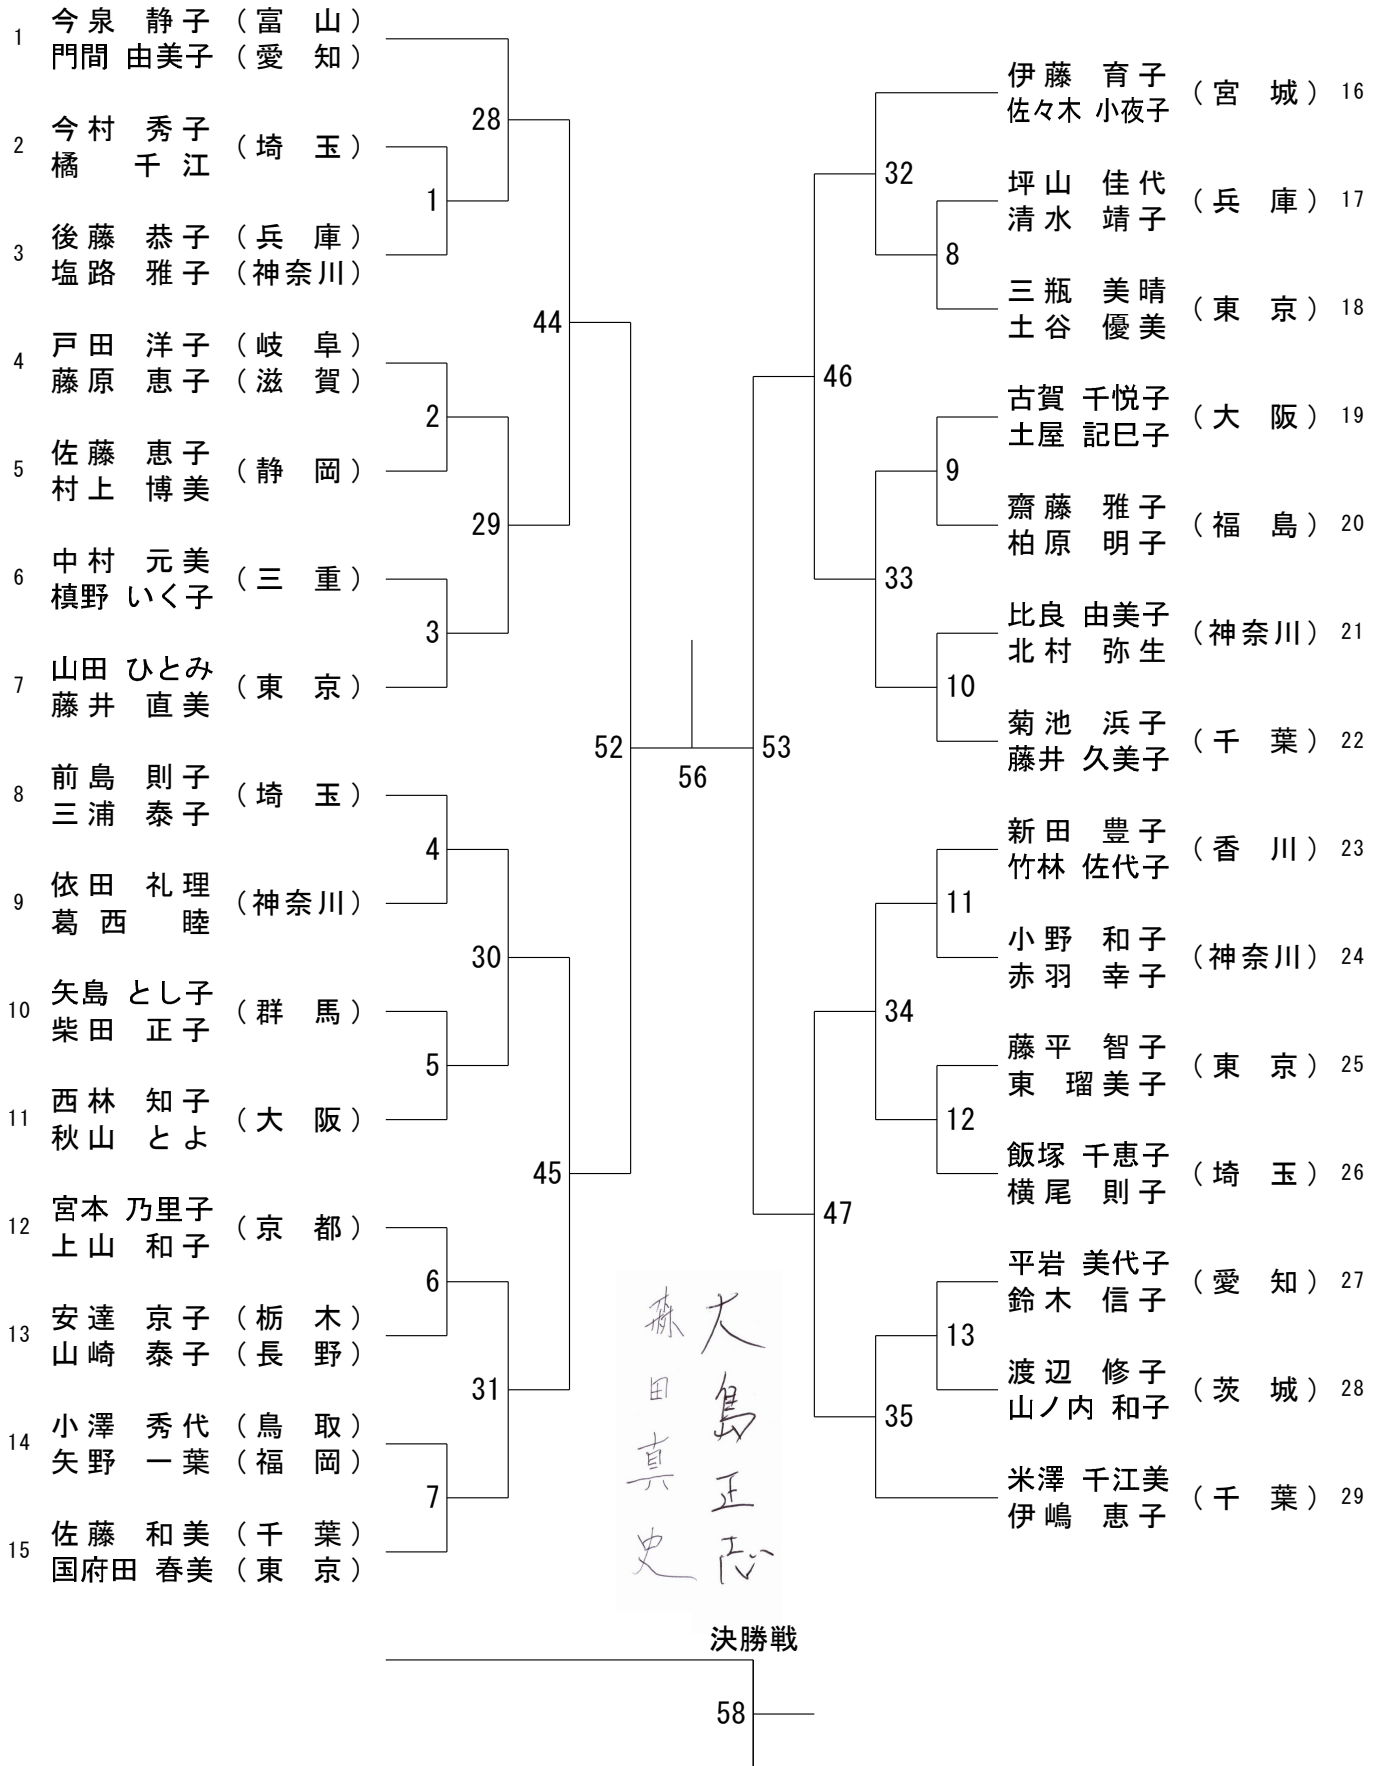 1 今泉 静子 （富 山）
門間 由美子 （愛 知）
2 今村 秀子
橘 千江 （埼 玉）
3 後藤 恭子 （兵 庫）
塩路 雅子 （神奈川）
4 戸田 洋子 （岐 阜）
藤原 恵子 （滋 賀）
5 佐藤 恵子
村上 博美 （静 岡）
6 中村 元美
槙野 いく子 （三 重）
7 山田 ひとみ
藤井 直美 （東 京）
8 前島 則子
三浦 泰子 （埼 玉）
9 依田 礼理
葛西 睦 （神奈川）
10 矢島 とし子
柴田 正子 （群 馬）
11 西林 知子
秋山 とよ （大 阪）
12 宮本 乃里子
上山 和子 （京 都）
13 安達 京子 （栃 木）
山崎 泰子 （長 野）
14 小澤 秀代 （鳥 取）
矢野 一葉 （福 岡）
15 佐藤 和美 （千 葉）
国府田 春美 （東 京）
28
1
44
2
29
3
52
4
30
5
45
6
31
7
56
53
46
32
8
9
33
10
11
34
12
47
13
35
伊藤 育子
佐々木 小夜子 （宮 城） 16
坪山 佳代
清水 靖子 （兵 庫） 17
三瓶 美晴
土谷 優美 （東 京） 18
古賀 千悦子
土屋 記巳子 （大 阪） 19
齋藤 雅子
柏原 明子 （福 島） 20
比良 由美子
北村 弥生 （神奈川） 21
菊池 浜子
藤井 久美子 （千 葉） 22
新田 豊子
竹林 佐代子 （香 川） 23
小野 和子
赤羽 幸子 （神奈川） 24
藤平 智子
東 瑠美子 （東 京） 25
飯塚 千恵子
横尾 則子 （埼 玉） 26
平岩 美代子
鈴木 信子 （愛 知） 27
渡辺 修子
山ノ内 和子 （茨 城） 28
米澤 千江美
伊嶋 恵子 （千 葉） 29
大島正志
森田真史
決勝戦
58